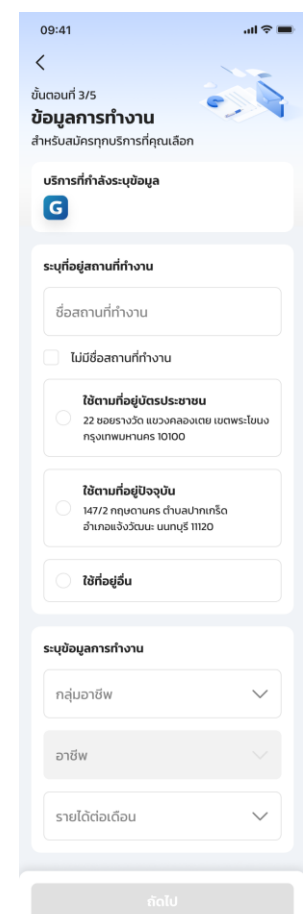 09:41
ขั้นตอนที่ 3/5
ข้อมูลการทำงาน
สำหรับสมัครทุกบริการที่คุณเลือก
บริการที่กำลังระบุข้อมูล
G
ระบุที่อยู่สถานที่ทำงาน
ชื่อสถานที่ทำงาน
ไม่มีชื่อสถานที่ทำงาน
ใช้ตามที่อยู่บัตรประชาชน
22 ซอยรางวัด แขวงคลองเตย เขตพระโขนง
กรุงเทพมหานคร 10100
ใช้ตามที่อยู่ปัจจุบัน
147/2 กฤษดานคร ตำบลปากเกร็ด
อำเภอแจ้งวัฒนะ นนทบุรี 11120
ใช้ที่อยู่อื่น
ระบุข้อมูลการทำงาน
กลุ่มอาชีพ
อาชีพ
รายได้ต่อเดือน
ถัดไป